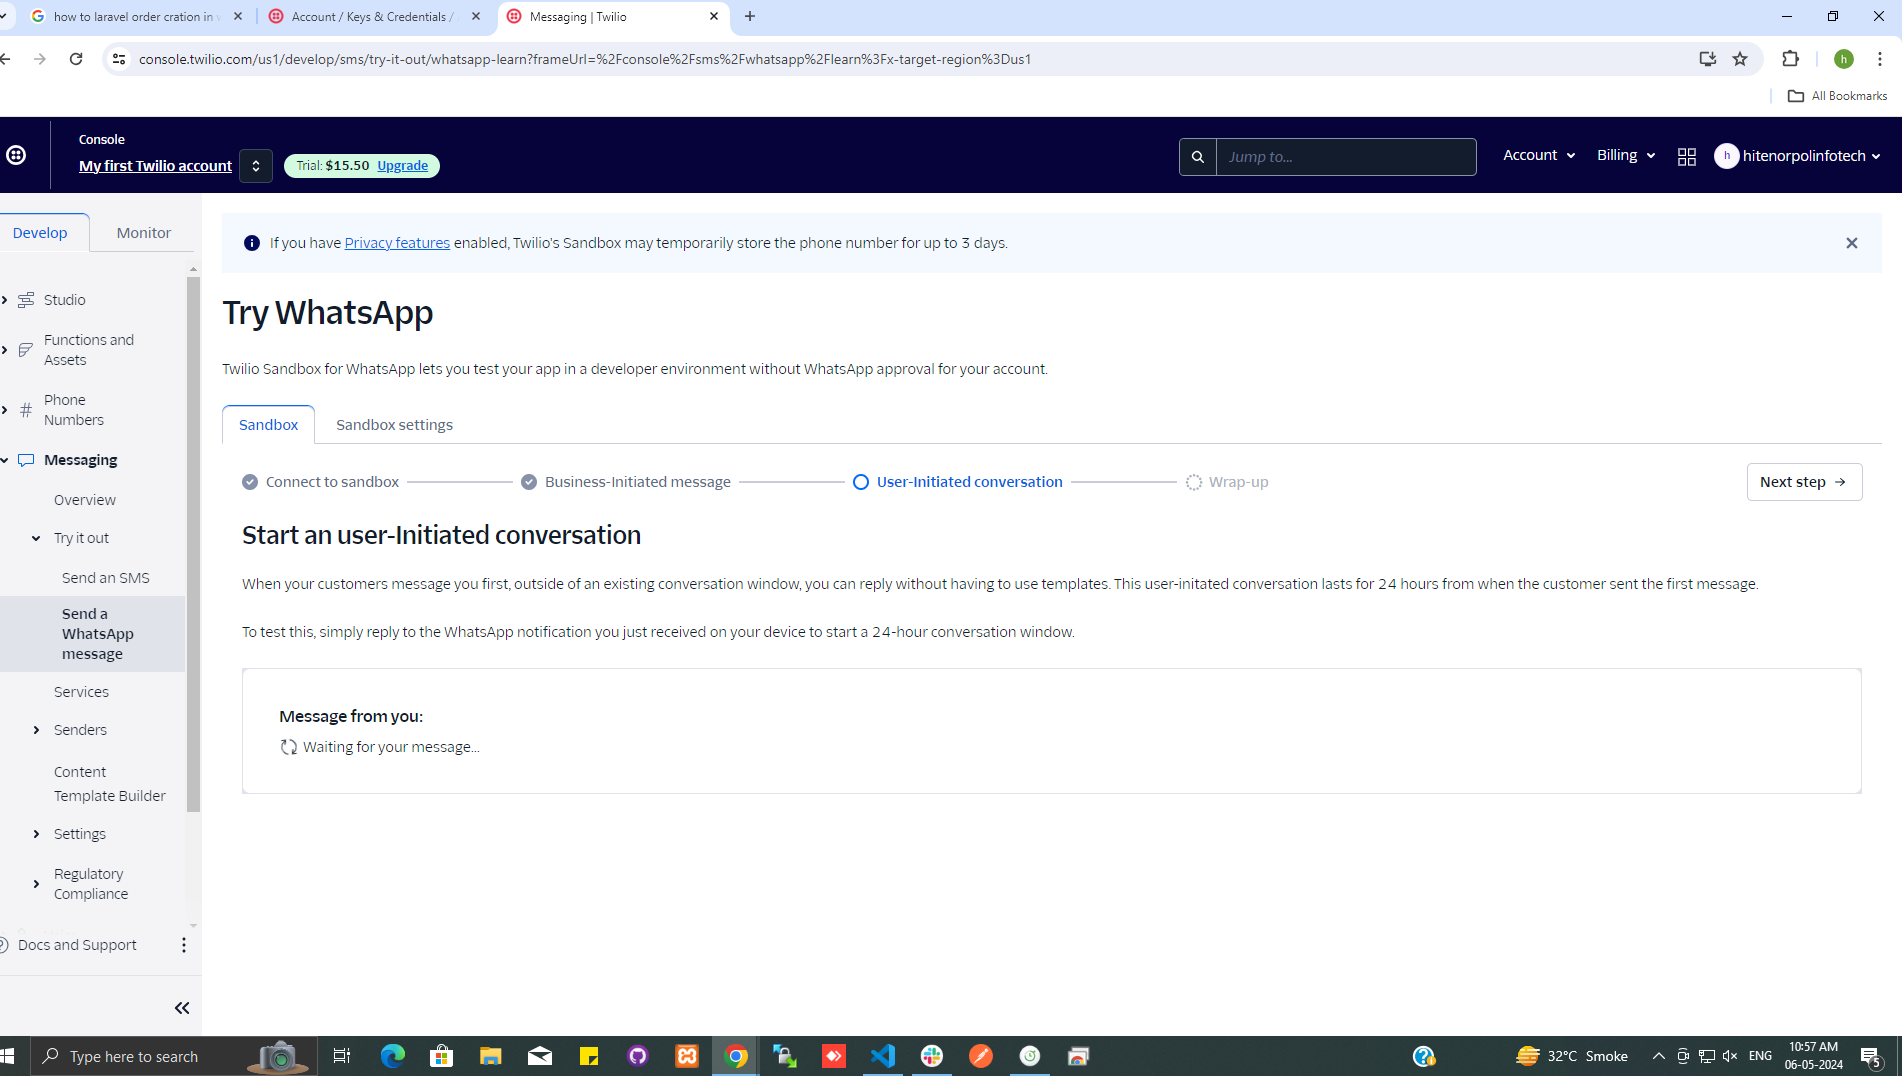 how to laravel order cration in
Account / Keys & Credentials /
Messaging | Twilio
console.twilio.com/us1/develop/sms/try-it-out/whatsapp-learn?frameUrl=%2Fconsole%2Fsms%2Fwhatsapp%2Flearn%3Fx-target-region%3Dus1
h
All Bookmarks
Console
My first Twilio account
Trial: $15.50 Upgrade
Jump to...
Account
Billing
h
hitenorpolinfotech
Develop
Monitor
If you have Privacy features enabled, Twilio's Sandbox may temporarily store the phone number for up to 3 days.
Studio
Functions and
Assets
Phone
Numbers
Messaging
Overview
Try it out
Send an SMS
Send a
WhatsApp
message
Services
Senders
Content
Template Builder
Settings
Regulatory
Compliance
Docs and Support
Try WhatsApp
Twilio Sandbox for WhatsApp lets you test your app in a developer environment without WhatsApp approval for your account.
Sandbox
Sandbox settings
Connect to sandbox
Business-Initiated message
User-Initiated conversation
Wrap-up
Next step →
Start an user-Initiated conversation
When your customers message you first, outside of an existing conversation window, you can reply without having to use templates. This user-initated conversation lasts for 24 hours from when the customer sent the first message.
To test this, simply reply to the WhatsApp notification you just received on your device to start a 24-hour conversation window.
Message from you:
Waiting for your message...
Type here to search
32°C Smoke
ENG
10:57 AM
06-05-2024
5